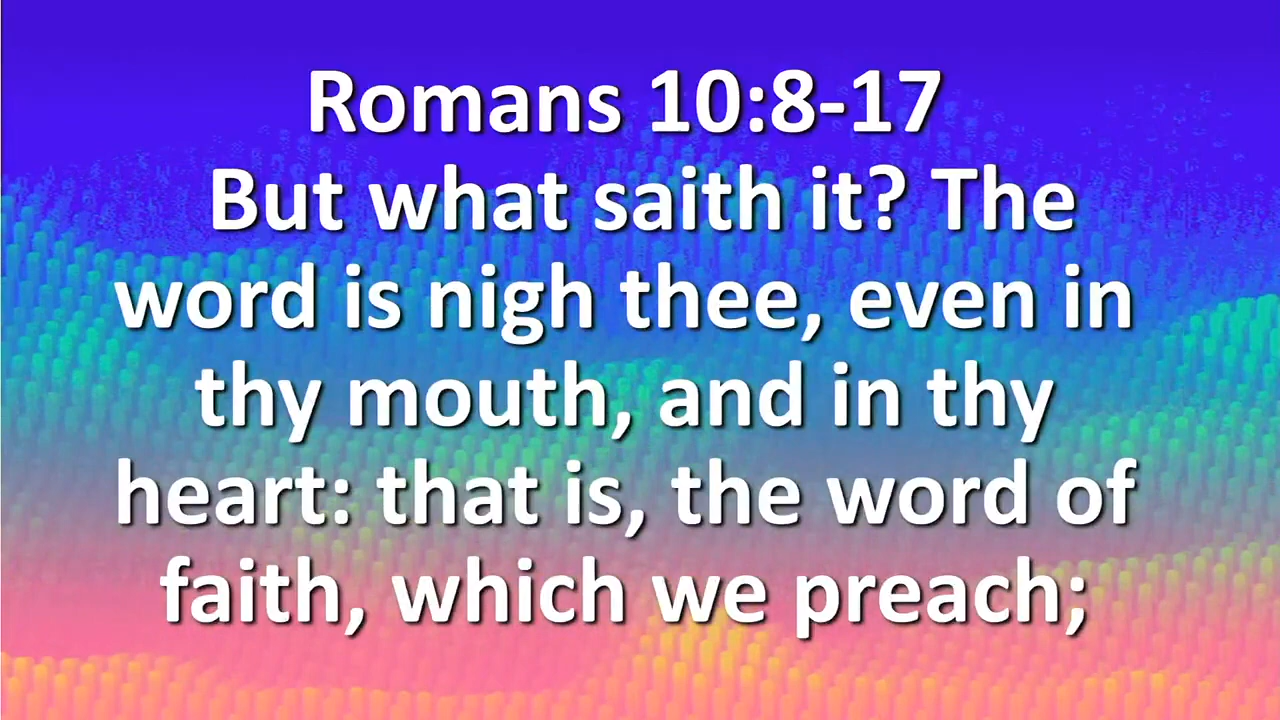 Romans 10:8-17
But what saith it? The
word is nigh thee, even in
thy mouth, and in thy
heart: that is, the word of
faith, which we preach;